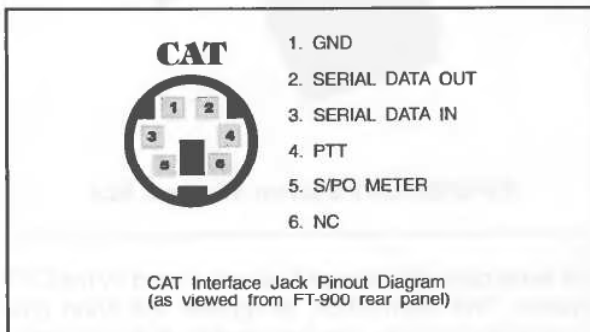 CAT
1. GND
2. SERIAL DATA OUT
3. SERIAL DATA IN
4. PTT
5. S/PO METER
6. NC
1 2
3 4
5 6
CAT Interface Jack Pinout Diagram
(as viewed from FT-900 rear panel)